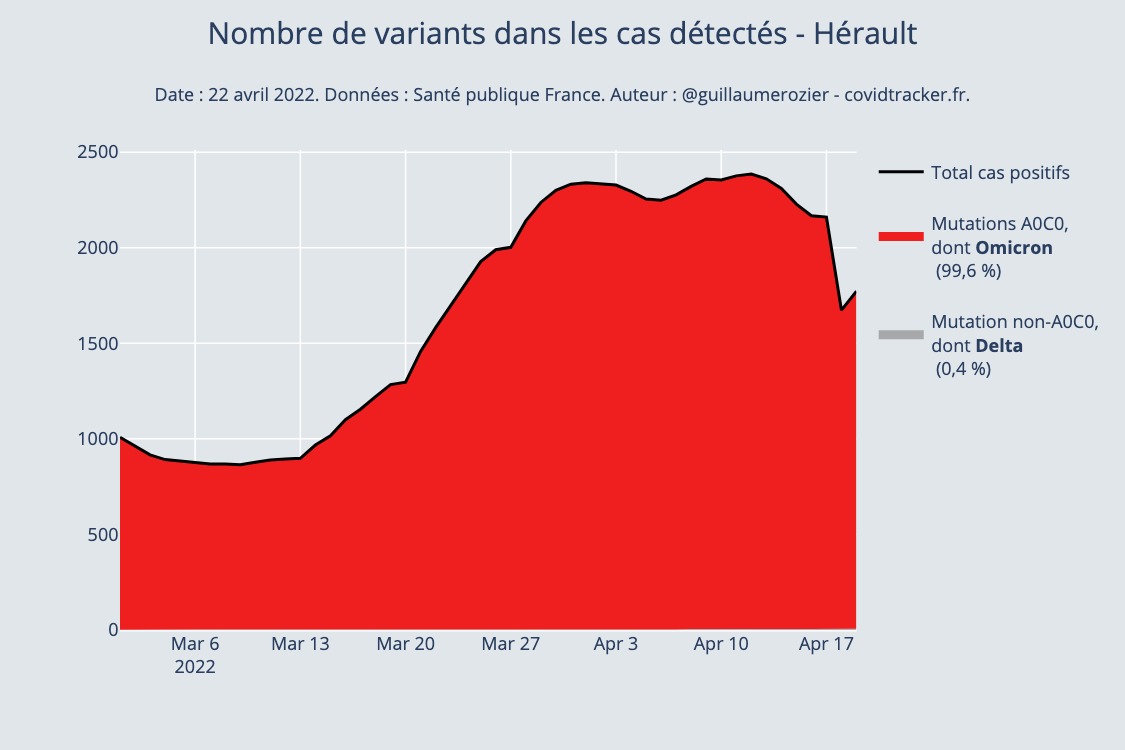 Nombre de variants dans les cas détectés - Hérault
Date : 22 avril 2022. Données : Santé publique France. Auteur : @guillaumerozier - covidtracker.fr.
2500
2000
1500
1000
500
0
Mar 6
2022
Mar 13
Mar 20
Mar 27
Apr 3
Apr 10
Apr 17
Total cas positifs
Mutations A0C0,
dont Omicron
(99,6 %)
Mutation non-A0C0,
dont Delta
(0,4 %)